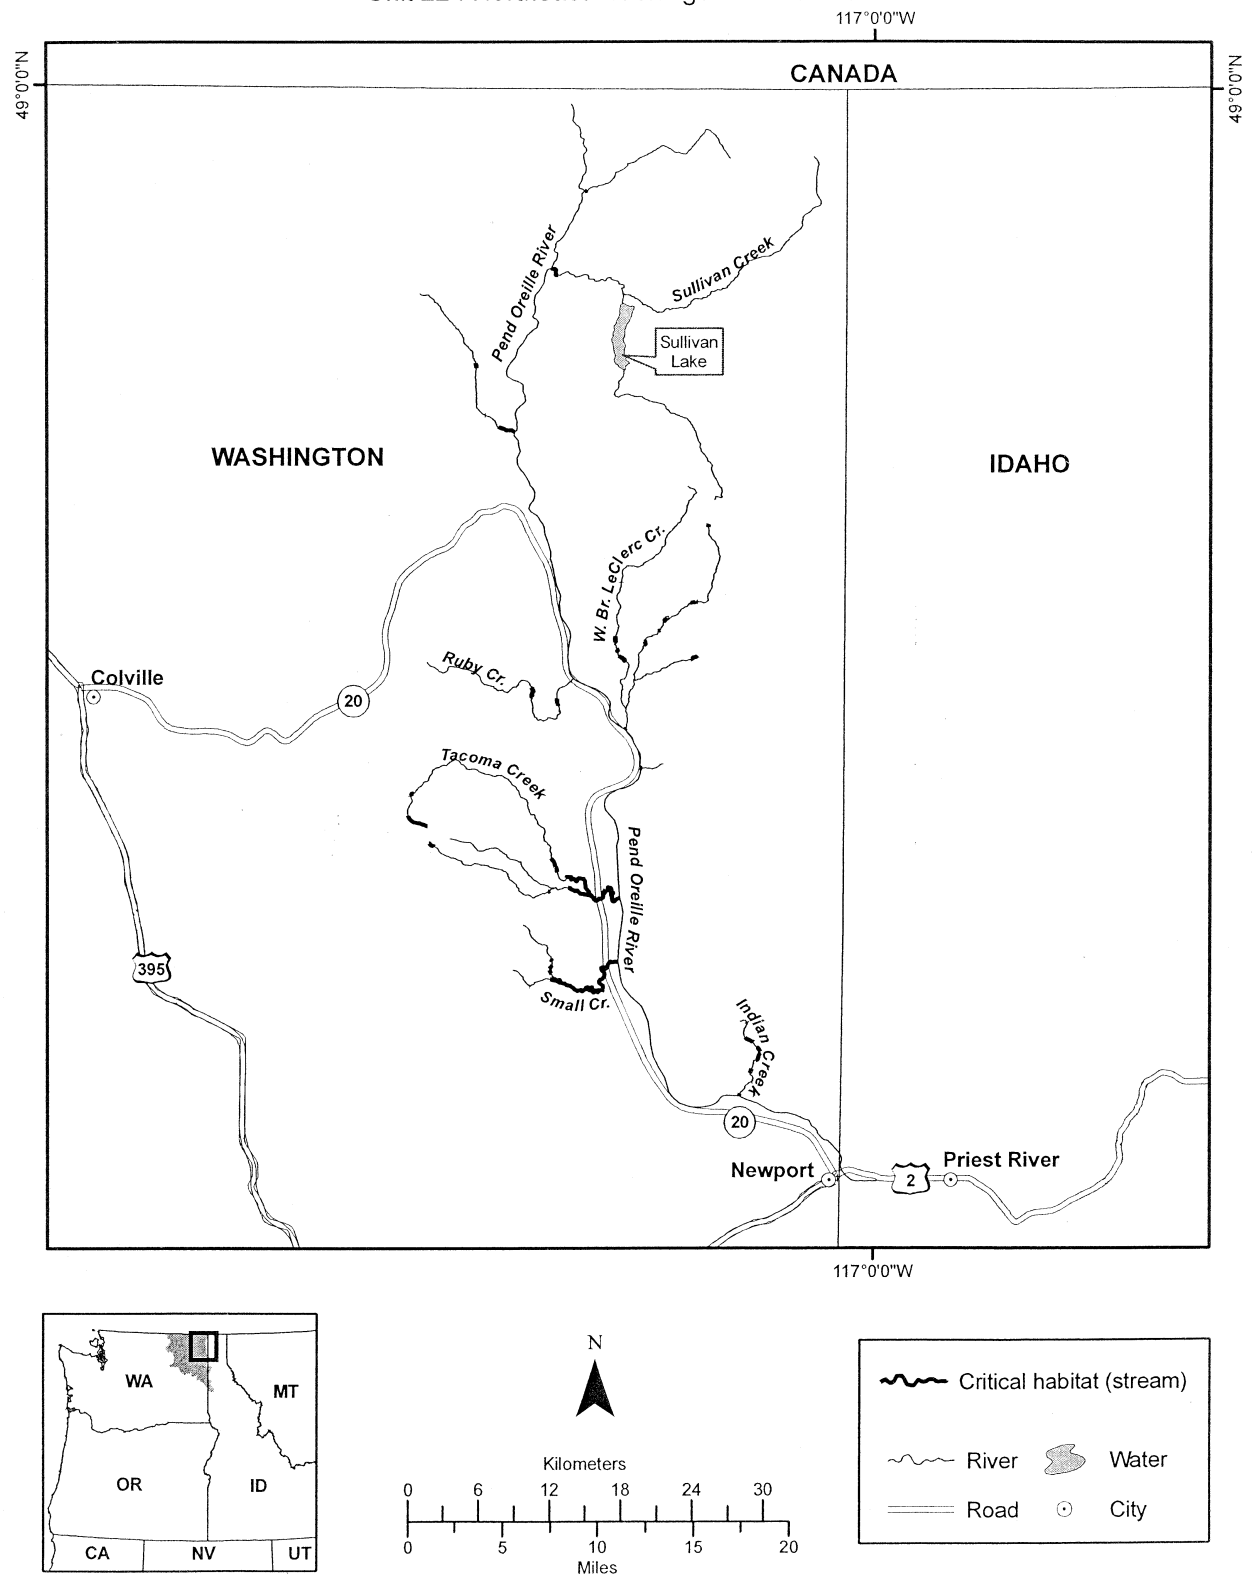 117°0'0"W
49°0'0"N
CANADA
49°0'0"N
Pend Oreille River
Sullivan Creek
Sullivan
Lake
WASHINGTON
IDAHO
W. Br. LeClerc Cr.
Ruby Cr.
Colville
20
Tacoma Creek
Pend Oreille River
395
Small Cr.
Indian Creek
20
Newport
2
Priest River
117°0'0"W
WA
MT
OR
ID
CA
NV
UT
N
Kilometers
0 6 12 18 24 30
0 5 10 15 20
Miles
Critical habitat (stream)
River
Water
Road
City